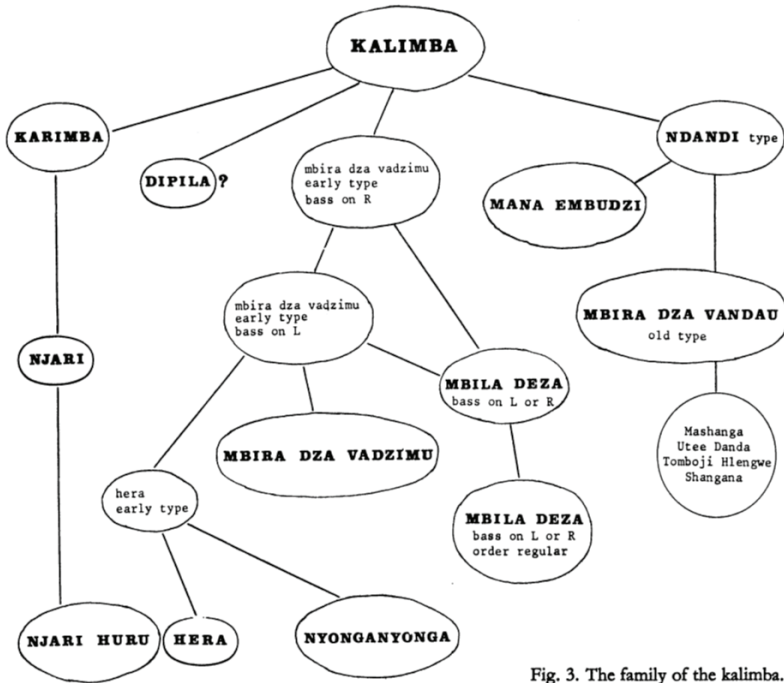 KALIMBA
KARIMBA
DIPILA ?
mbira dza vadzimu
early type
bass on R
NDANDI type
MANA EMBUDZI
mbira dza vadzimu
early type
bass on L
MBIRA DZA VANDAU
old type
NJARI
MBILA DEZA
bass on L or R
MBIRA DZA VADZIMU
Mashanga
Utee Danda
Tomboji Hlengwe
Shangana
hera
early type
MBILA DEZA
bass on L or R
order regular
NJARI HURU
HERA
NYONGANYONGA
Fig. 3. The family of the kalimba.